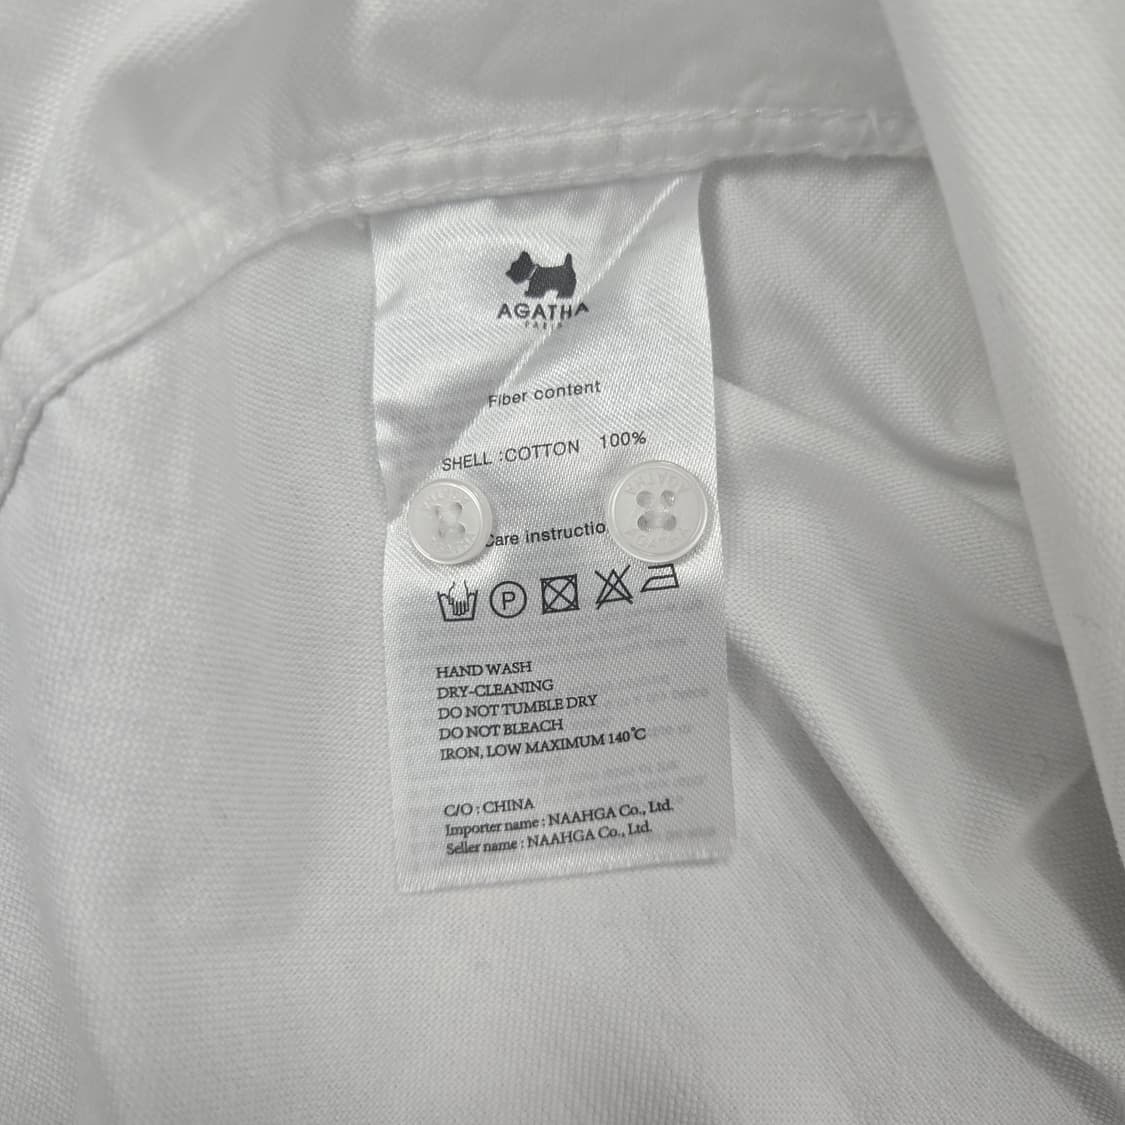 AGATHA
PARIS
Fiber content
SHELL :COTTON 100%
Care instructio
P
HAND WASH
DRY-CLEANING
DO NOT TUMBLE DRY
DO NOT BLEACH
IRON, LOW MAXIMUM 140℃
C/O : CHINA
Importer name : NAAHGA Co., Ltd.
Seller name : NAAHGA Co., Ltd.